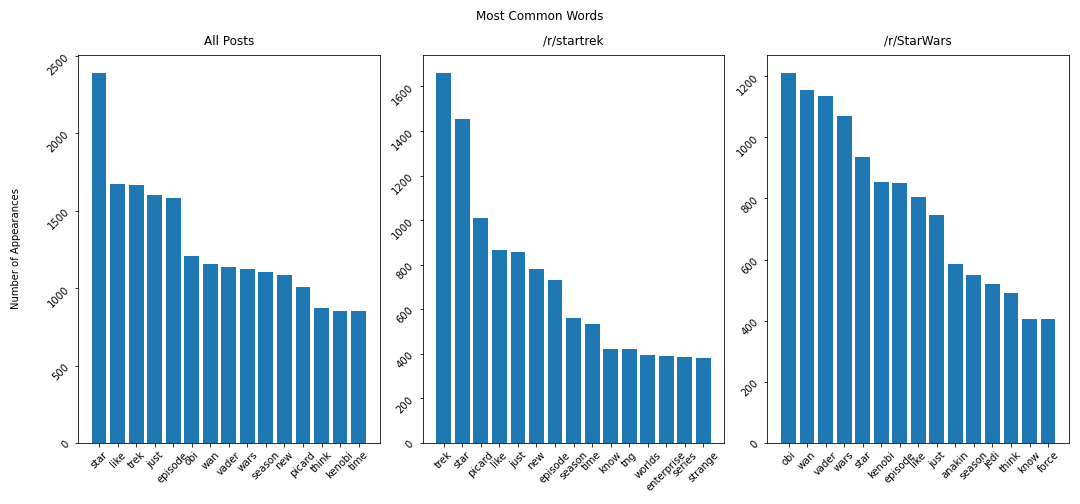 Most Common Words
All Posts
/r/startrek
/r/StarWars
Number of Appearances
2500
2000
1500
1000
500
0
star
like
trek
just
episode
obi
wan
vader
wars
season
new
picard
think
kenobi
time
1600
1400
1200
1000
800
600
400
200
0
trek
star
picard
like
just
new
episode
season
time
know
tng
worlds
enterprise
series
strange
1200
1000
800
600
400
200
0
obi
wan
vader
wars
star
kenobi
episode
like
just
anakin
season
jedi
think
know
force